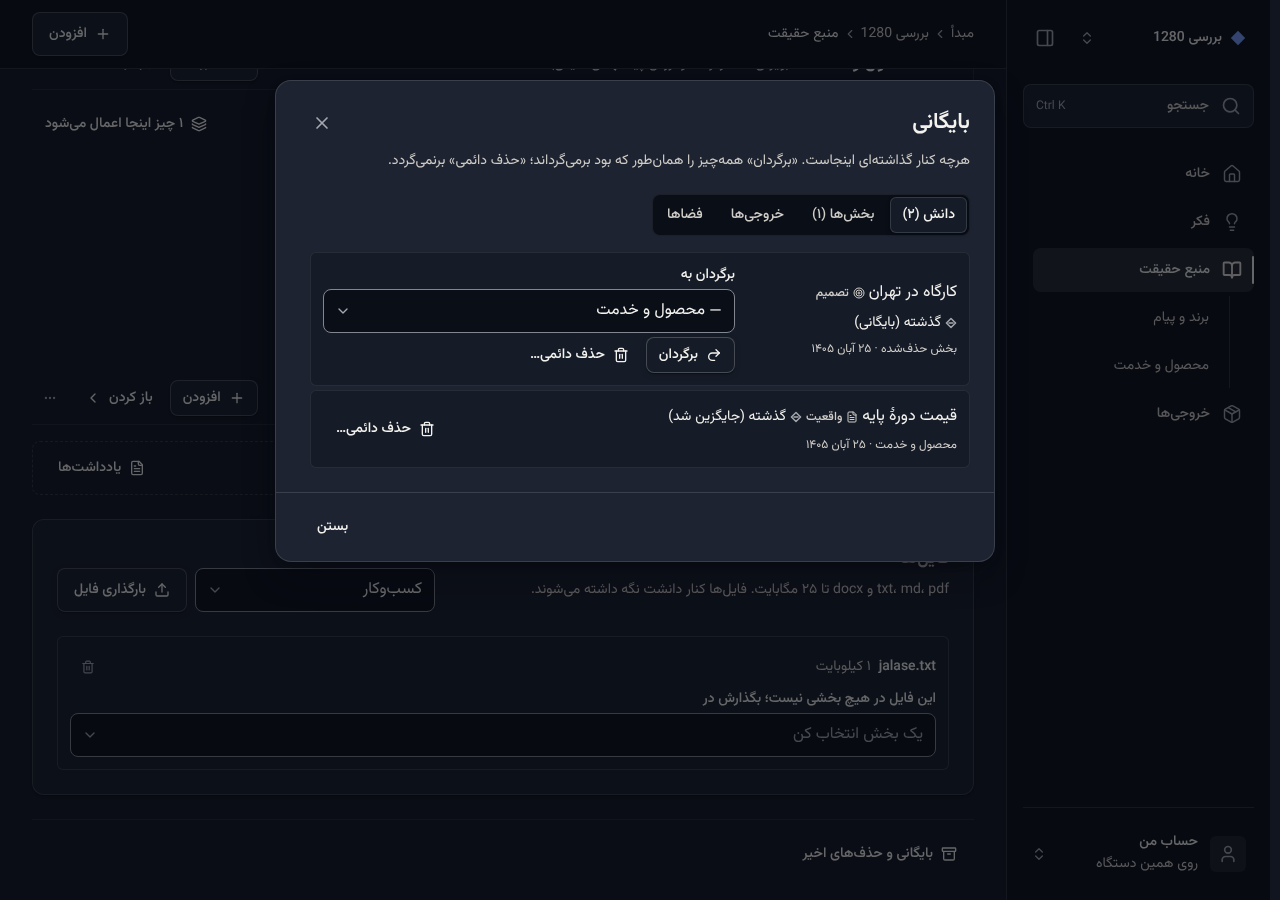 بررسی 1280
جستجو
Ctrl K
خانه
فکر
منبع حقیقت
برند و پیام
محصول و خدمت
خروجی‌ها
حساب من
روی همین دستگاه
مبدأ › بررسی 1280 › منبع حقیقت
افزودن
۱ چیز اینجا اعمال می‌شود
بایگانی
هرچه کنار گذاشته‌ای اینجاست. «برگردان» همه‌چیز را همان‌طور که بود برمی‌گرداند؛ «حذف دائمی» برنمی‌گردد.
دانش (۲)
بخش‌ها (۱)
خروجی‌ها
فضاها
کارگاه در تهران تصمیم
گذشته (بایگانی)
بخش حذف‌شده · ۲۵ آبان ۱۴۰۵
برگردان به
— محصول و خدمت
برگردان
حذف دائمی...
قیمت دورهٔ پایه واقعیت گذشته (جایگزین شد)
محصول و خدمت · ۲۵ آبان ۱۴۰۵
حذف دائمی...
بستن
افزودن
باز کردن
...
یادداشت‌ها
txt، md، pdf و docx تا ۲۵ مگابایت. فایل‌ها کنار دانشت نگه داشته می‌شوند.
کسب‌وکار
بارگذاری فایل
jalase.txt ۱ کیلوبایت
این فایل در هیچ بخشی نیست؛ بگذارش در
یک بخش انتخاب کن
بایگانی و حذف‌های اخیر